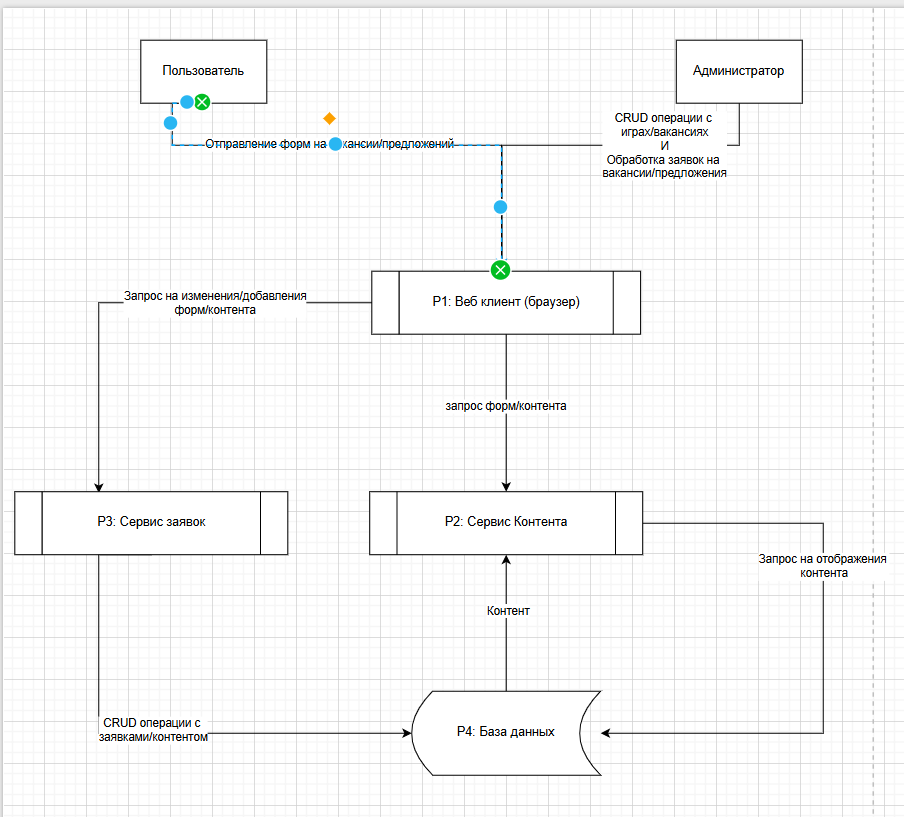 Пользователь
Администратор
CRUD операции с
играх/вакансиях
И
Обработка заявок на
вакансии/предложения
Отправление форм на кансии/предложений
P1: Веб клиент (браузер)
Запрос на изменения/добавления
форм/контента
запрос форм/контента
P3: Сервис заявок
P2: Сервис Контента
Запрос на отображения
контента
Контент
CRUD операции с
заявками/контентом
P4: База данных